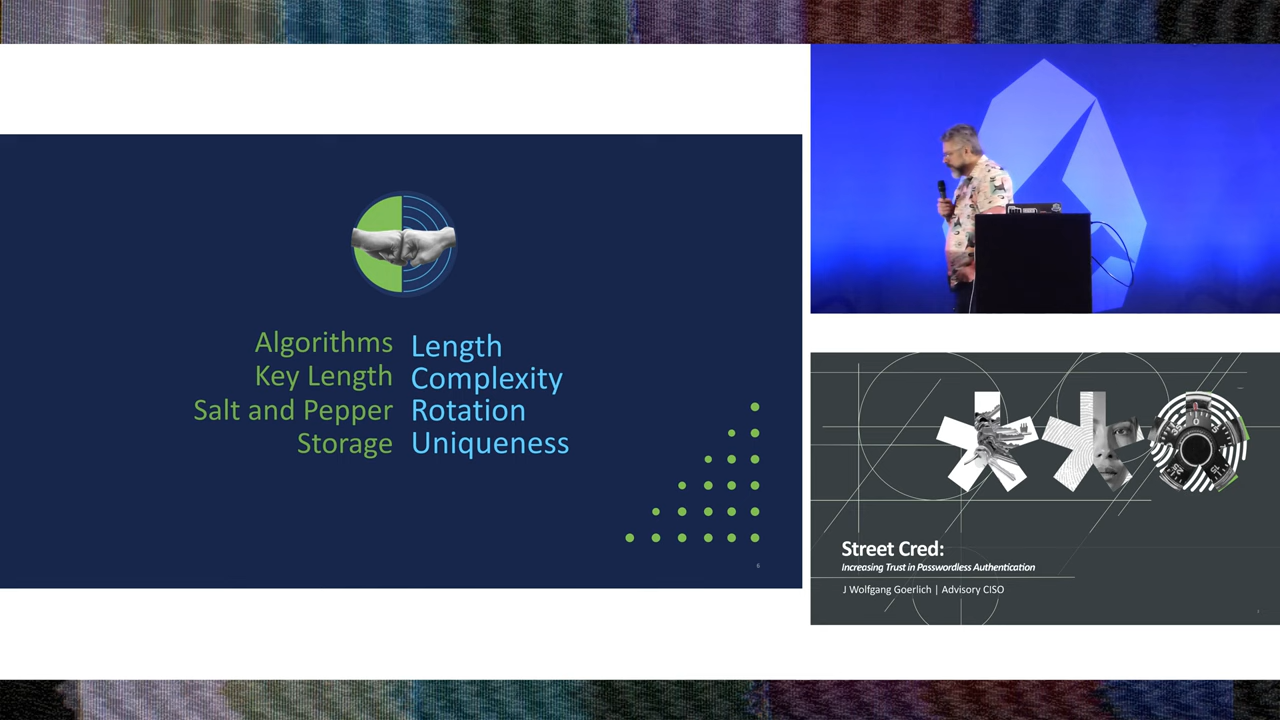 Algorithms
Key Length
Salt and Pepper
Storage
Length
Complexity
Rotation
Uniqueness
6
Street Cred:
Increasing Trust in Passwordless Authentication
J Wolfgang Goerlich | Advisory CISO